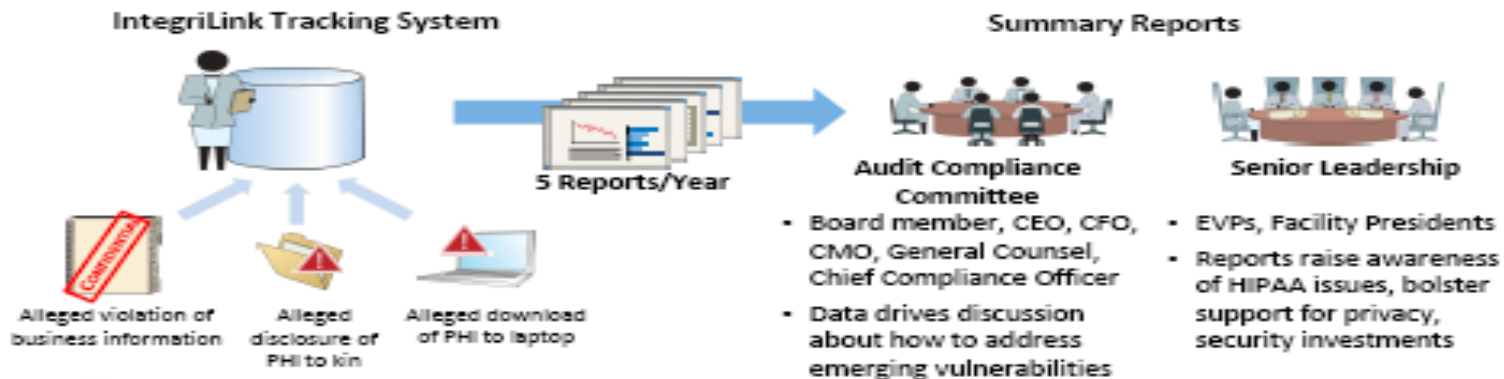 IntegriLink Tracking System
CONFIDENTIAL
Alleged violation of
business information
Alleged
disclosure of
PHI to kin
Alleged download
of PHI to laptop
5 Reports/Year
Summary Reports
Audit Compliance
Committee
▪ Board member, CEO, CFO,
CMO, General Counsel,
Chief Compliance Officer
▪ Data drives discussion
about how to address
emerging vulnerabilities
Senior Leadership
▪ EVPs, Facility Presidents
▪ Reports raise awareness
of HIPAA issues, bolster
support for privacy,
security investments